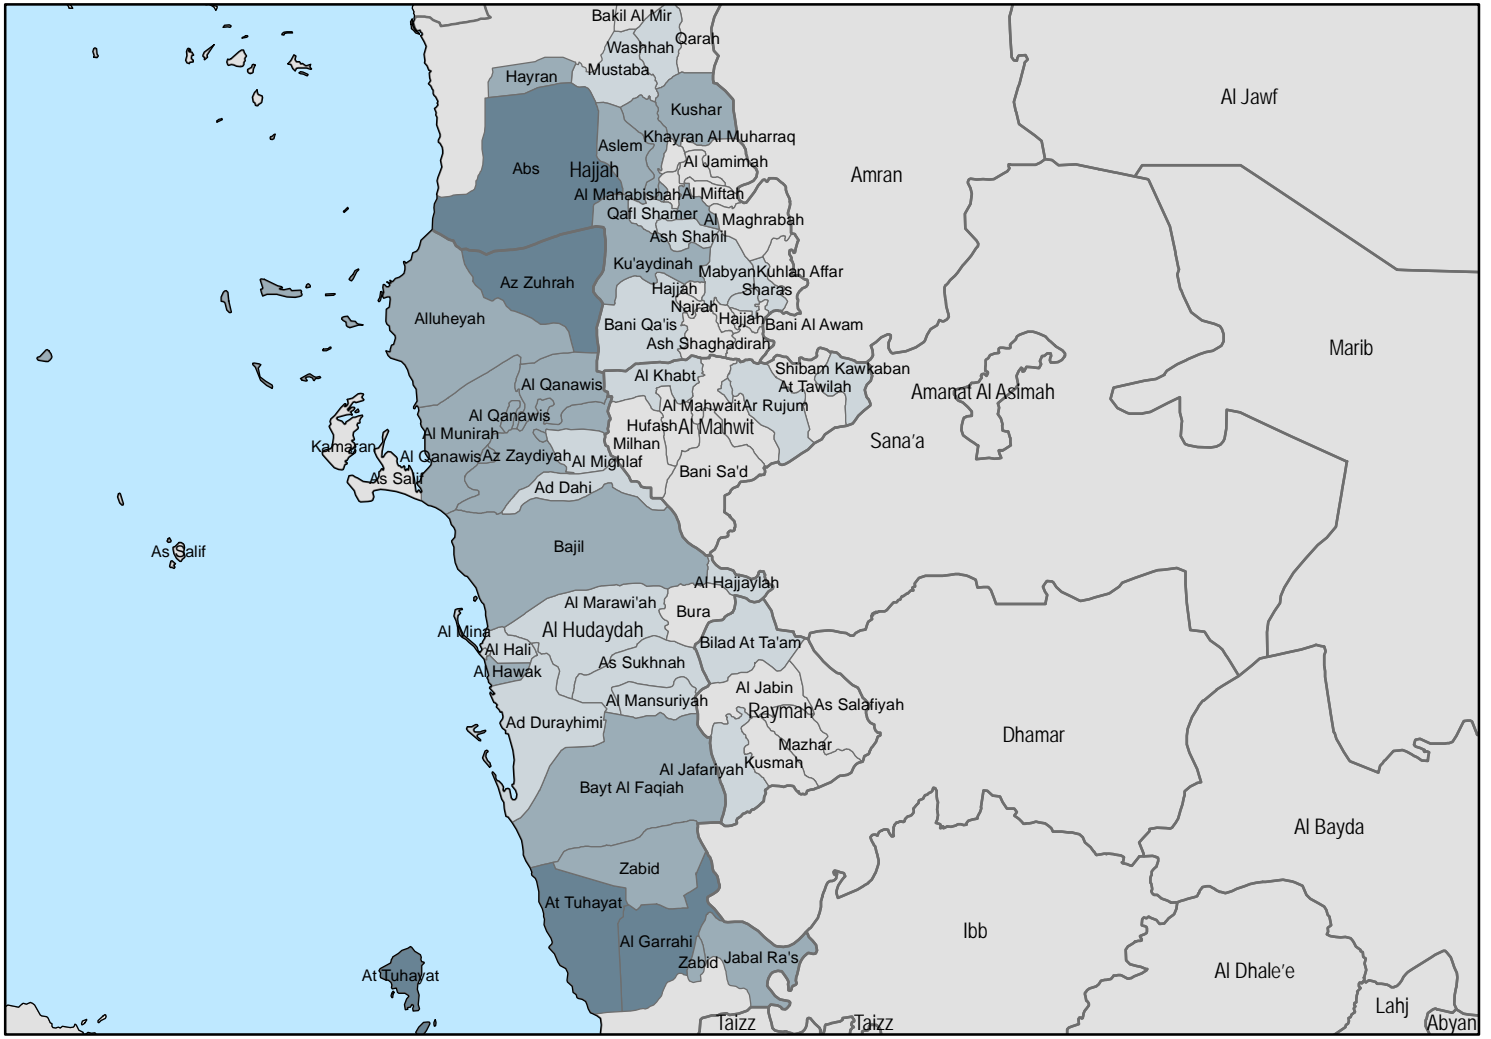 Bakil Al Mir
Qarah
Washhah
Mustaba
Hayran
Al Jawf
Kushar
Khayran Al Muharraq
Aslem
Al Jamimah
Abs
Hajjah
Amran
Al Mahabishah
Al Miftah
Qafl Shamer
Al Maghrabah
Ash Shahil
Ku'aydinah
Mabyan
Kuhlan Affar
Az Zuhrah
Hajjah
Sharas
Najrah
Alluheyah
Bani Qa'is
Hajjah
Bani Al Awam
Ash Shaghadirah
Marib
Shibam Kawkaban
Al Khabt
At Tawilah
Al Qanawis
Amanat Al Asimah
Al Mahwait
Ar Rujum
Al Qanawis
Hufash
Al Mahwit
Al Munirah
Milhan
Sana'a
Kamaran
Al Qanawis
Az Zaydiyah
Al Mighlaf
Bani Sa'd
As Salif
Ad Dahi
As Salif
Bajil
Al Hajjaylah
Al Marawi'ah
Bura
Al Mina
Al Hudaydah
Bilad At Ta'am
Al Hali
As Sukhnah
Al Hawak
Al Jabin
Al Mansuriyah
As Salafiyah
Raymah
Ad Durayhimi
Dhamar
Mazhar
Kusmah
Al Jafariyah
Bayt Al Faqiah
Al Bayda
Zabid
At Tuhayat
Ibb
Al Garrahi
Jabal Ra's
Zabid
Al Dhale'e
At Tuhayat
Lahj
Taizz
Taizz
Abyan